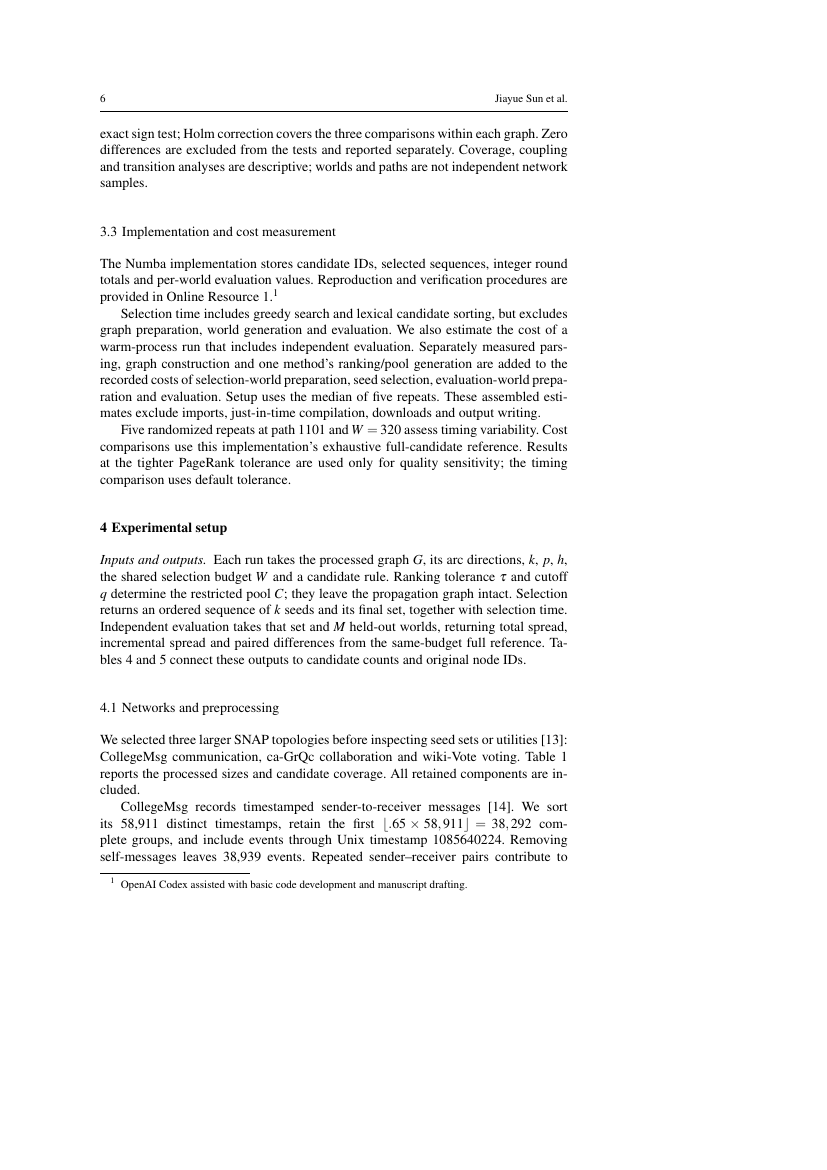 6 Jiayue Sun et al.
exact sign test; Holm correction covers the three comparisons within each graph. Zero
differences are excluded from the tests and reported separately. Coverage, coupling
and transition analyses are descriptive; worlds and paths are not independent network
samples.
3.3 Implementation and cost measurement
The Numba implementation stores candidate IDs, selected sequences, integer round
totals and per-world evaluation values. Reproduction and verification procedures are
provided in Online Resource 1.¹
Selection time includes greedy search and lexical candidate sorting, but excludes
graph preparation, world generation and evaluation. We also estimate the cost of a
warm-process run that includes independent evaluation. Separately measured pars-
ing, graph construction and one method’s ranking/pool generation are added to the
recorded costs of selection-world preparation, seed selection, evaluation-world prepa-
ration and evaluation. Setup uses the median of five repeats. These assembled esti-
mates exclude imports, just-in-time compilation, downloads and output writing.
Five randomized repeats at path 1101 and W = 320 assess timing variability. Cost
comparisons use this implementation’s exhaustive full-candidate reference. Results
at the tighter PageRank tolerance are used only for quality sensitivity; the timing
comparison uses default tolerance.
4 Experimental setup
Inputs and outputs. Each run takes the processed graph G, its arc directions, k, p, h,
the shared selection budget W and a candidate rule. Ranking tolerance τ and cutoff
q determine the restricted pool C; they leave the propagation graph intact. Selection
returns an ordered sequence of k seeds and its final set, together with selection time.
Independent evaluation takes that set and M held-out worlds, returning total spread,
incremental spread and paired differences from the same-budget full reference. Ta-
bles 4 and 5 connect these outputs to candidate counts and original node IDs.
4.1 Networks and preprocessing
We selected three larger SNAP topologies before inspecting seed sets or utilities [13]:
CollegeMsg communication, ca-GrQc collaboration and wiki-Vote voting. Table 1
reports the processed sizes and candidate coverage. All retained components are in-
cluded.
CollegeMsg records timestamped sender-to-receiver messages [14]. We sort
its 58,911 distinct timestamps, retain the first ⌊.65 × 58,911⌋ = 38,292 com-
plete groups, and include events through Unix timestamp 1085640224. Removing
self-messages leaves 38,939 events. Repeated sender–receiver pairs contribute to
¹ OpenAI Codex assisted with basic code development and manuscript drafting.